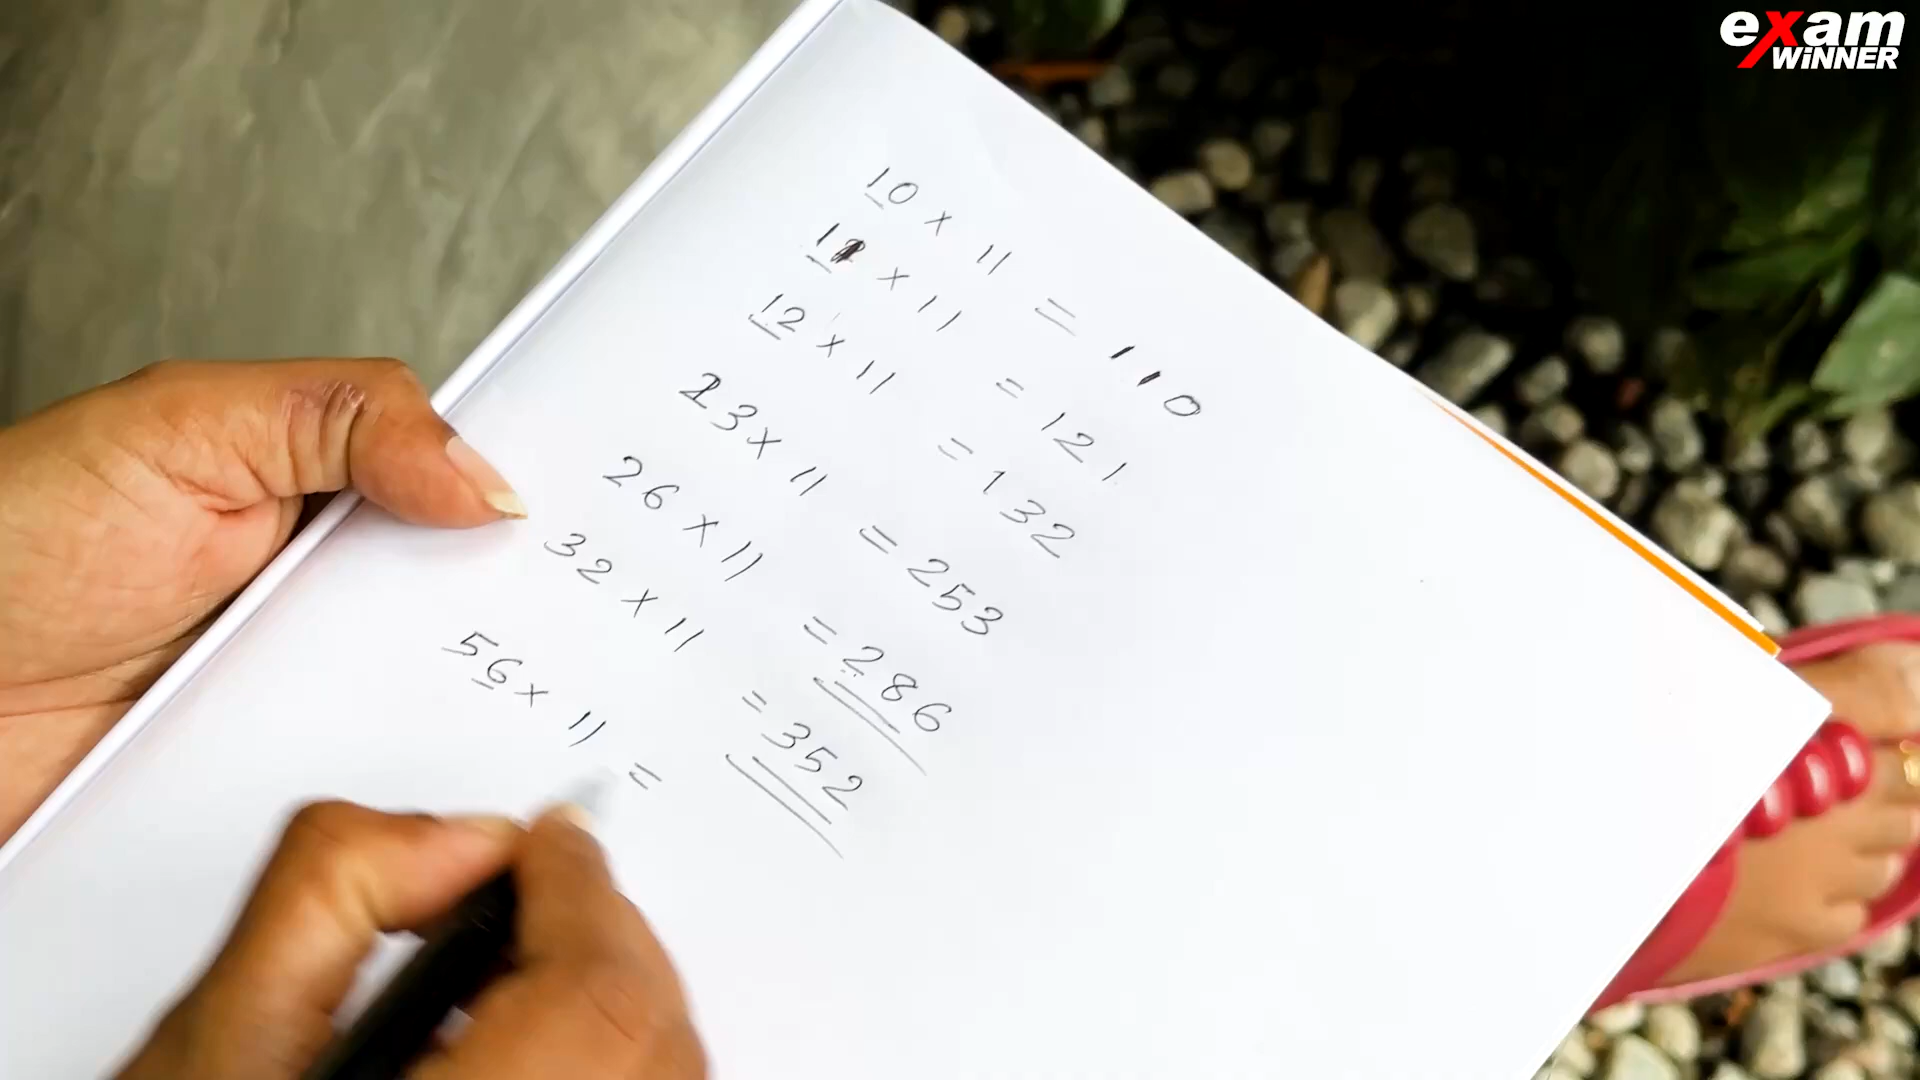 exam
WiNNER
10 x 11 = 110
11 x 11 = 121
12 x 11 = 132
23 x 11 = 253
26 x 11 = 286
32 x 11 = 352
56 x 11 =